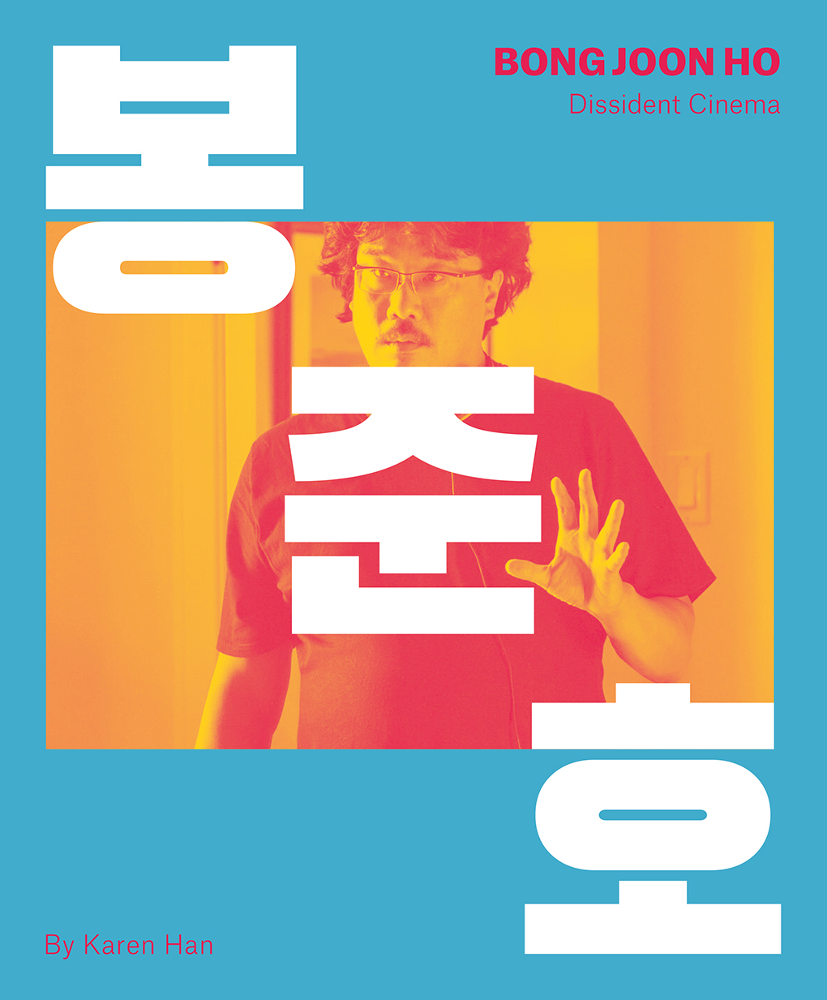 BONG JOON HO
Dissident Cinema
봉
준
호
By Karen Han